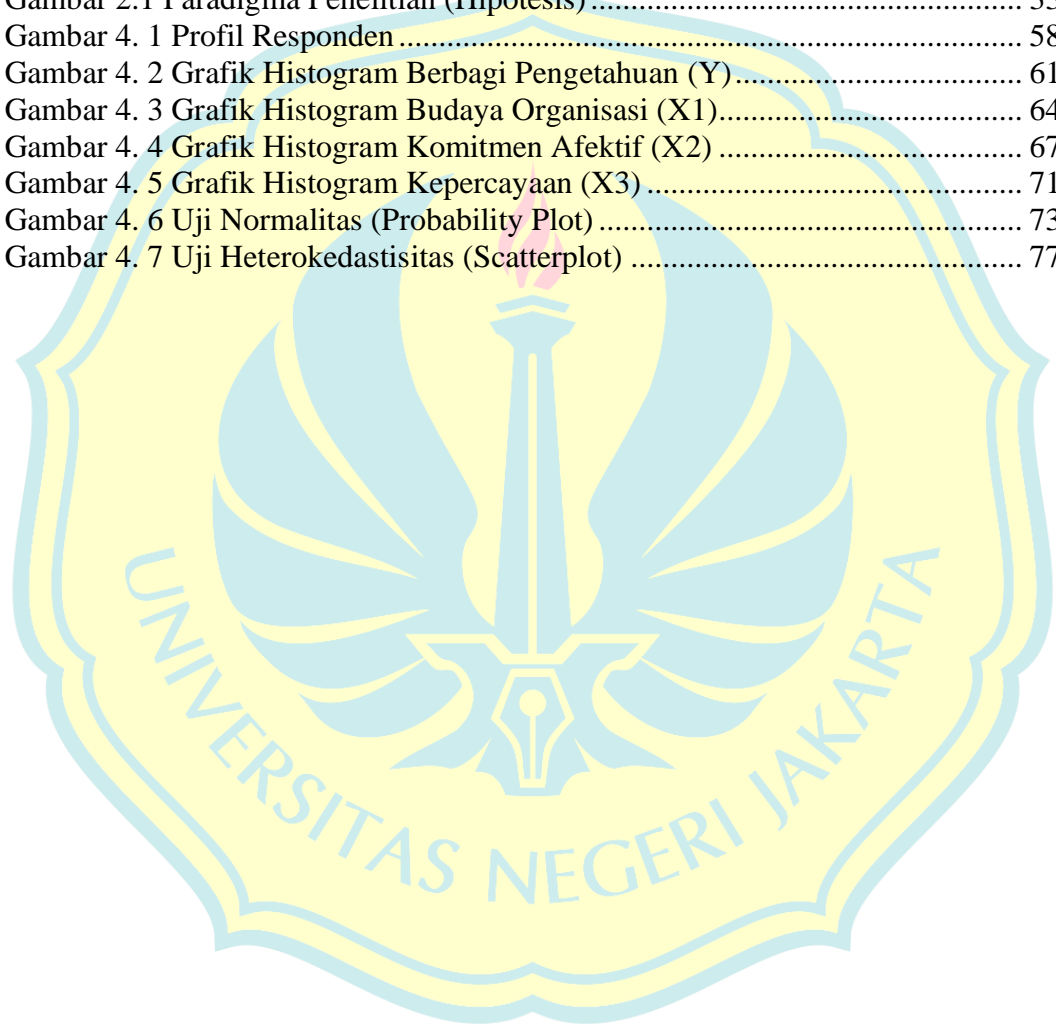 Gambar 2.1 Paradigma Penelitian (Hipotesis)..........................................................................
Gambar 4. 1 Profil Responden .......................................................................................................... 58
Gambar 4. 2 Grafik Histogram Berbagi Pengetahuan (Y)................................................. 61
Gambar 4. 3 Grafik Histogram Budaya Organisasi (X1)................................................... 64
Gambar 4. 4 Grafik Histogram Komitmen Afektif (X2) ................................................... 67
Gambar 4. 5 Grafik Histogram Kepercayaan (X3) ................................................................ 71
Gambar 4. 6 Uji Normalitas (Probability Plot) ........................................................................ 73
Gambar 4. 7 Uji Heterokedastisitas (Scatterplot) .................................................................. 77
UNIVERSITAS NEGERI JAKARTA